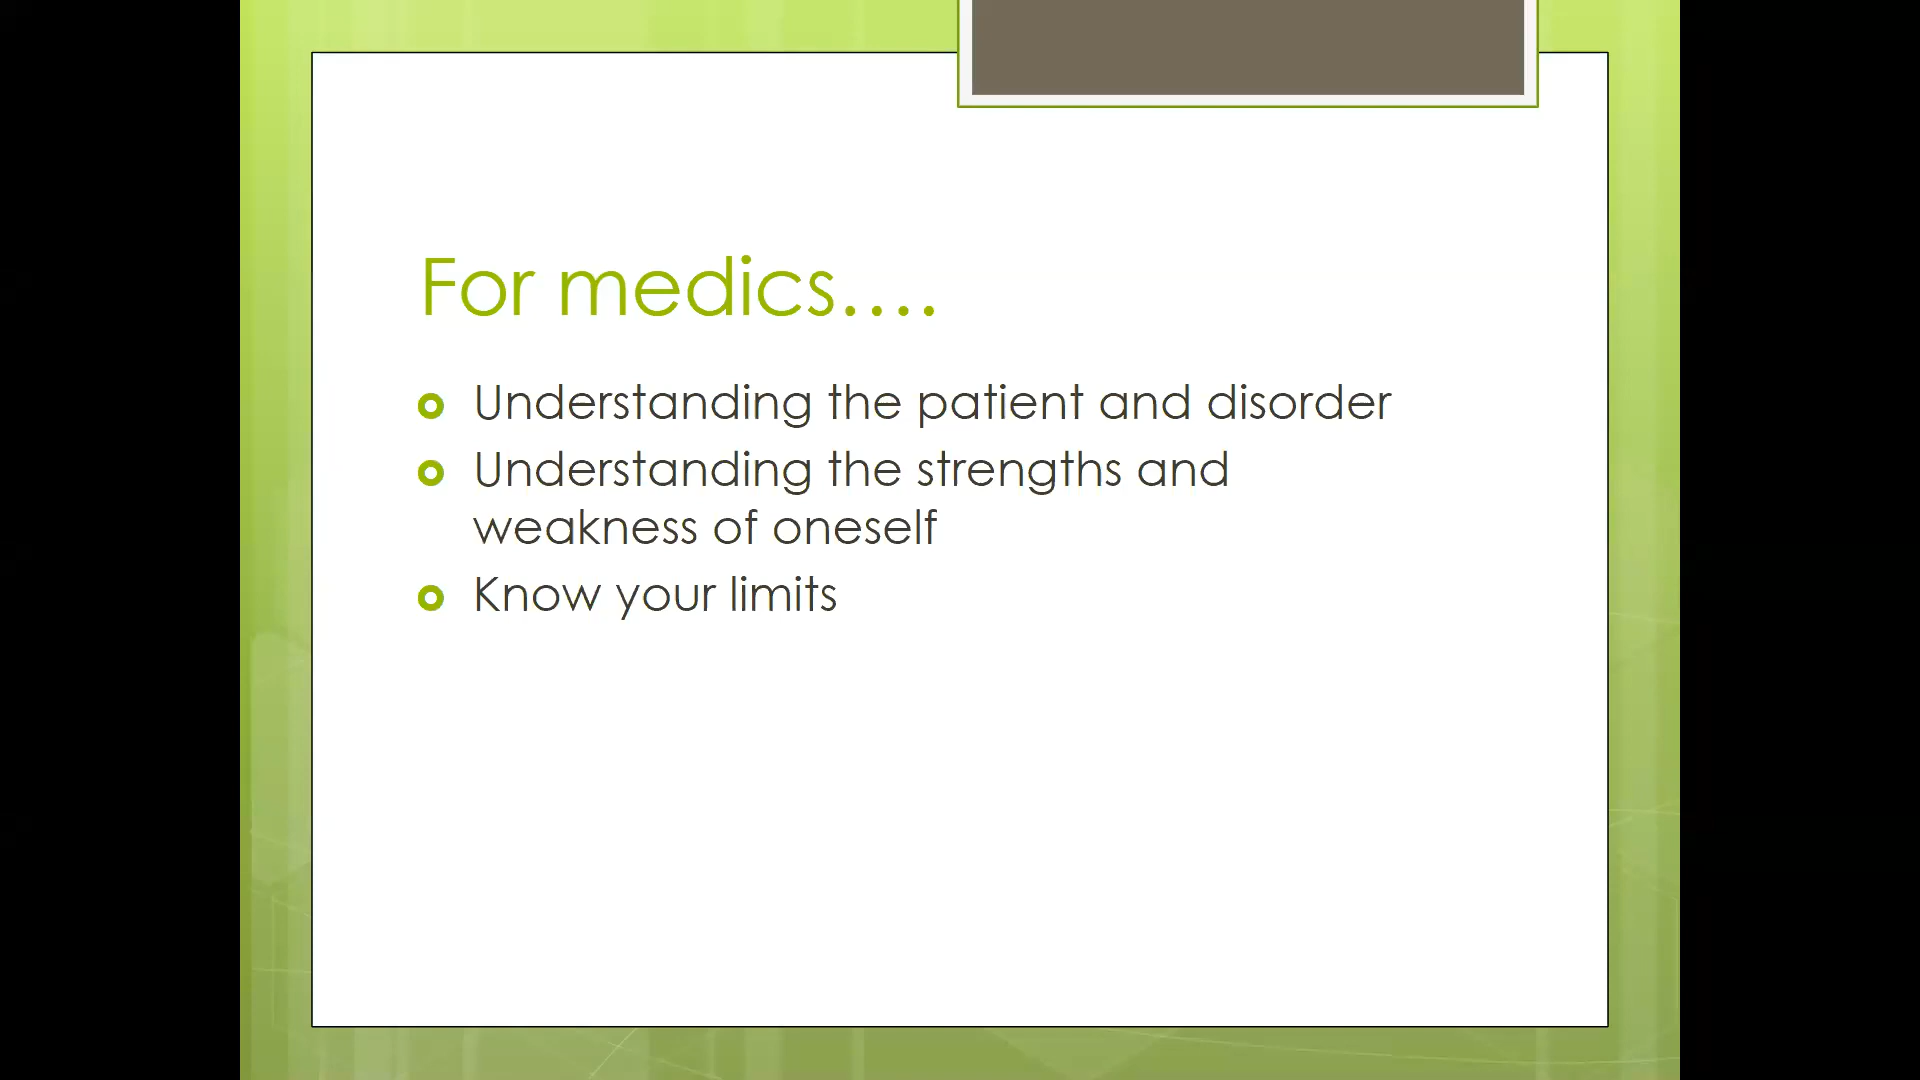 For medics....
Understanding the patient and disorder
Understanding the strengths and
weakness of oneself
Know your limits